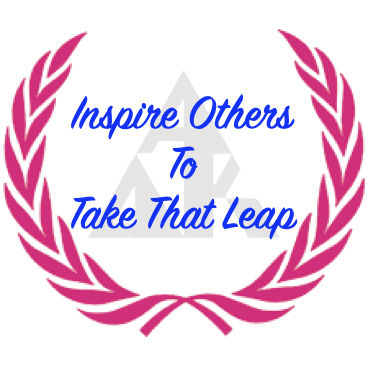 Inspire Others
To
Take That Leap